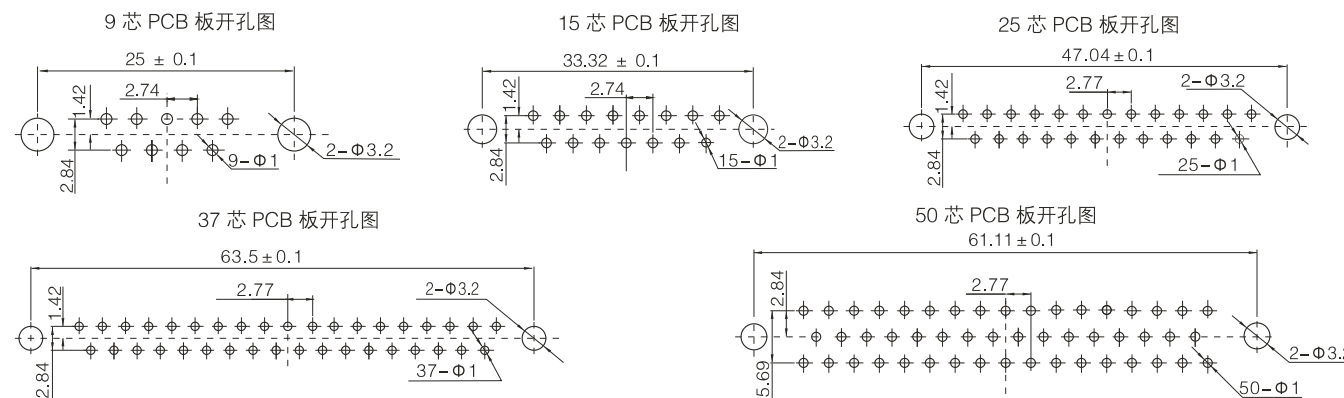 9 芯 PCB 板开孔图
25 ± 0.1
2.74
1.42
2.84
9-Φ1
2-Φ3.2
15 芯 PCB 板开孔图
33.32 ± 0.1
2.74
1.42
2.84
15-Φ1
2-Φ3.2
25 芯 PCB 板开孔图
47.04±0.1
2.77
2-Φ3.2
1.42
2.84
25-Φ1
37 芯 PCB 板开孔图
63.5±0.1
2.77
2-Φ3.2
1.42
2.84
37-Φ1
50 芯 PCB 板开孔图
61.11±0.1
2.77
2.84
5.69
2-Φ3.2
50-Φ1